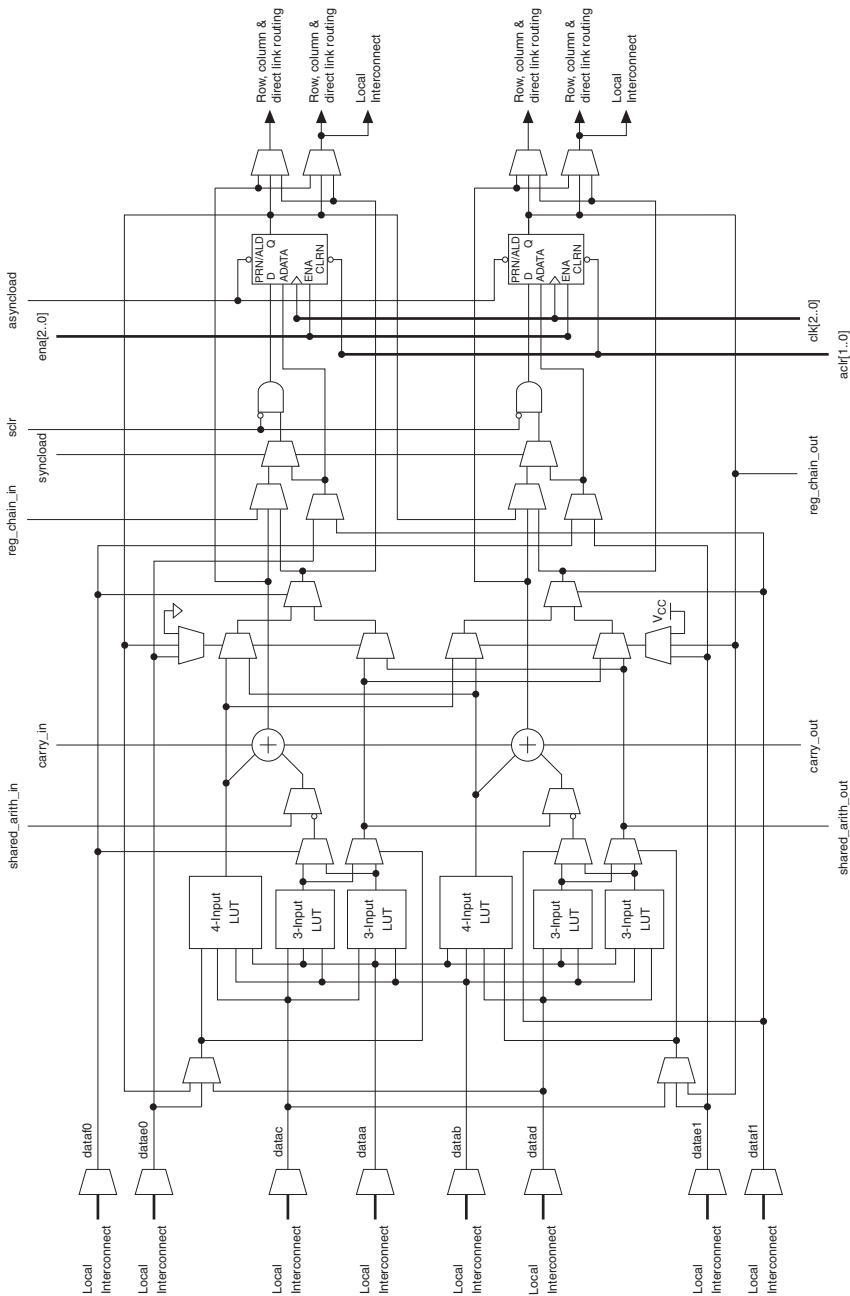 Row, column &
direct link routing
Row, column &
direct link routing
Local
Interconnect
Row, column &
direct link routing
Row, column &
direct link routing
Local
Interconnect
PRN/ALD
D Q
ADATA
ENA
CLRN
PRN/ALD
D Q
ADATA
ENA
CLRN
asyncload
ena[2..0]
sclr
syncload
reg_chain_in
carry_in
shared_arith_in
clk[2..0]
aclr[1..0]
reg_chain_out
VCC
carry_out
shared_arith_out
+
+
4-Input
LUT
3-Input
LUT
3-Input
LUT
4-Input
LUT
3-Input
LUT
3-Input
LUT
dataf0
datae0
datac
dataa
datab
datad
datae1
dataf1
Local
Interconnect
Local
Interconnect
Local
Interconnect
Local
Interconnect
Local
Interconnect
Local
Interconnect
Local
Interconnect
Local
Interconnect